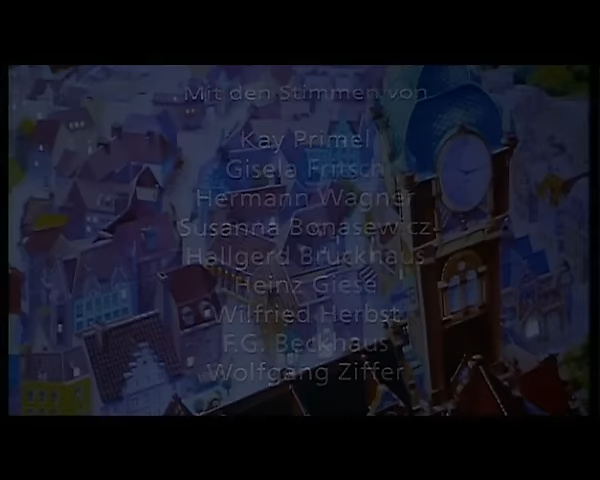 Mit den Stimmen von
Kay Primel
Gisela Fritsch
Hermann Wagner
Susanna Bonasewicz
Hallgerd Bruckhaus
Heinz Giese
Wilfried Herbst
F.G. Beckhaus
Wolfgang Ziffer